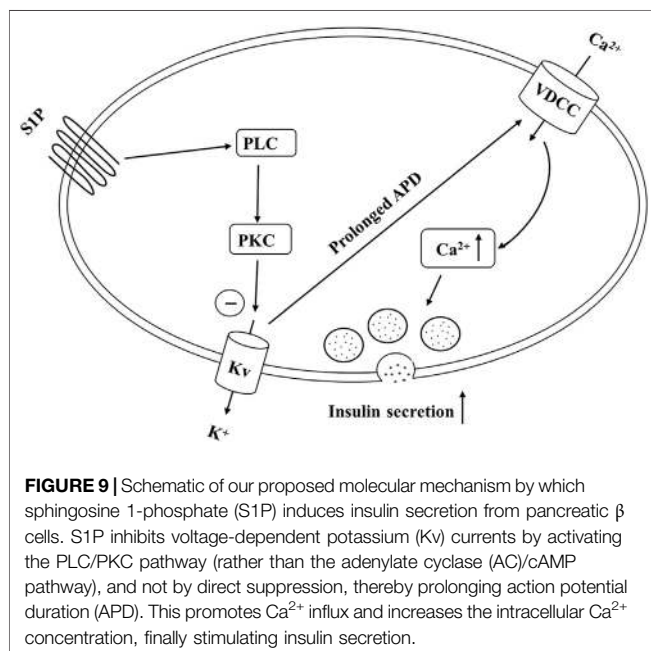 Ca²⁺
VDCC
S1P
PLC
Prolonged APD
PKC
Ca²⁺ ↑
−
Kv
Insulin secretion ↑
K⁺
FIGURE 9 | Schematic of our proposed molecular mechanism by which
sphingosine 1-phosphate (S1P) induces insulin secretion from pancreatic β
cells. S1P inhibits voltage-dependent potassium (Kv) currents by activating
the PLC/PKC pathway (rather than the adenylate cyclase (AC)/cAMP
pathway), and not by direct suppression, thereby prolonging action potential
duration (APD). This promotes Ca²⁺ influx and increases the intracellular Ca²⁺
concentration, finally stimulating insulin secretion.